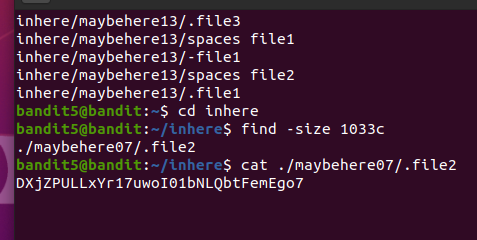 inhere/maybehere13/.file3
inhere/maybehere13/spaces file1
inhere/maybehere13/-file1
inhere/maybehere13/spaces file2
inhere/maybehere13/.file1
bandit5@bandit:~$ cd inhere
bandit5@bandit:~/inhere$ find -size 1033c
./maybehere07/.file2
bandit5@bandit:~/inhere$ cat ./maybehere07/.file2
DXjZPULLxYr17uwoI01bNLQbtFemEgo7